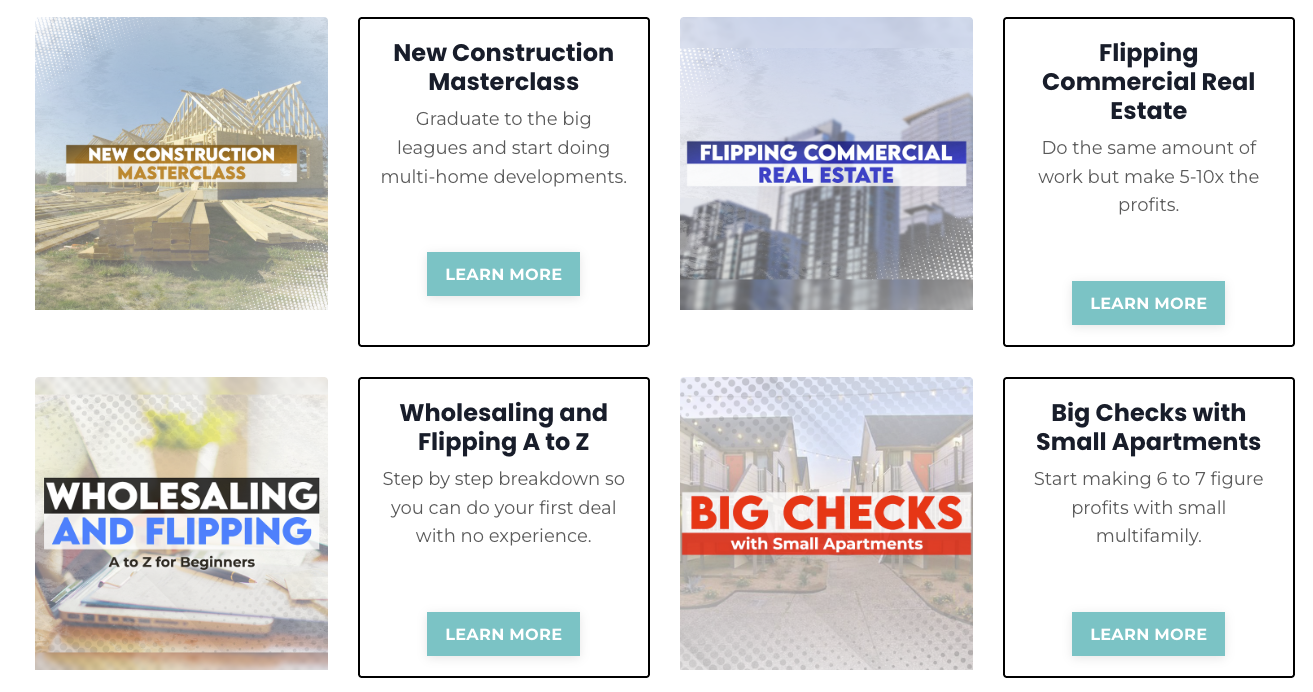 NEW CONSTRUCTION
MASTERCLASS
New Construction
Masterclass
Graduate to the big
leagues and start doing
multi-home developments.
LEARN MORE
FLIPPING COMMERCIAL
REAL ESTATE
Flipping
Commercial Real
Estate
Do the same amount of
work but make 5-10x the
profits.
LEARN MORE
WHOLESALING
AND FLIPPING
A to Z for Beginners
Wholesaling and
Flipping A to Z
Step by step breakdown so
you can do your first deal
with no experience.
LEARN MORE
BIG CHECKS
with Small Apartments
Big Checks with
Small Apartments
Start making 6 to 7 figure
profits with small
multifamily.
LEARN MORE